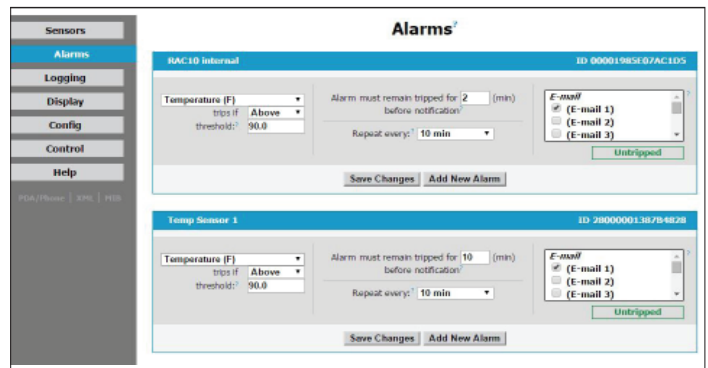 Alarms?
Sensors
Alarms
Logging
Display
Config
Control
Help
PDA/Phone | XML | MIB
RAC10 internal ID 00001985E07AC1D5
Temperature (F)
trips if Above
threshold:? 90.0
Alarm must remain tripped for 2 (min)
before notification?
Repeat every:? 10 min
E-mail
(E-mail 1)
(E-mail 2)
(E-mail 3)
?
Untripped
Save Changes Add New Alarm
Temp Sensor 1 ID 28000001387B4828
Temperature (F)
trips if Above
threshold:? 90.0
Alarm must remain tripped for 10 (min)
before notification?
Repeat every:? 10 min
E-mail
(E-mail 1)
(E-mail 2)
(E-mail 3)
?
Untripped
Save Changes Add New Alarm